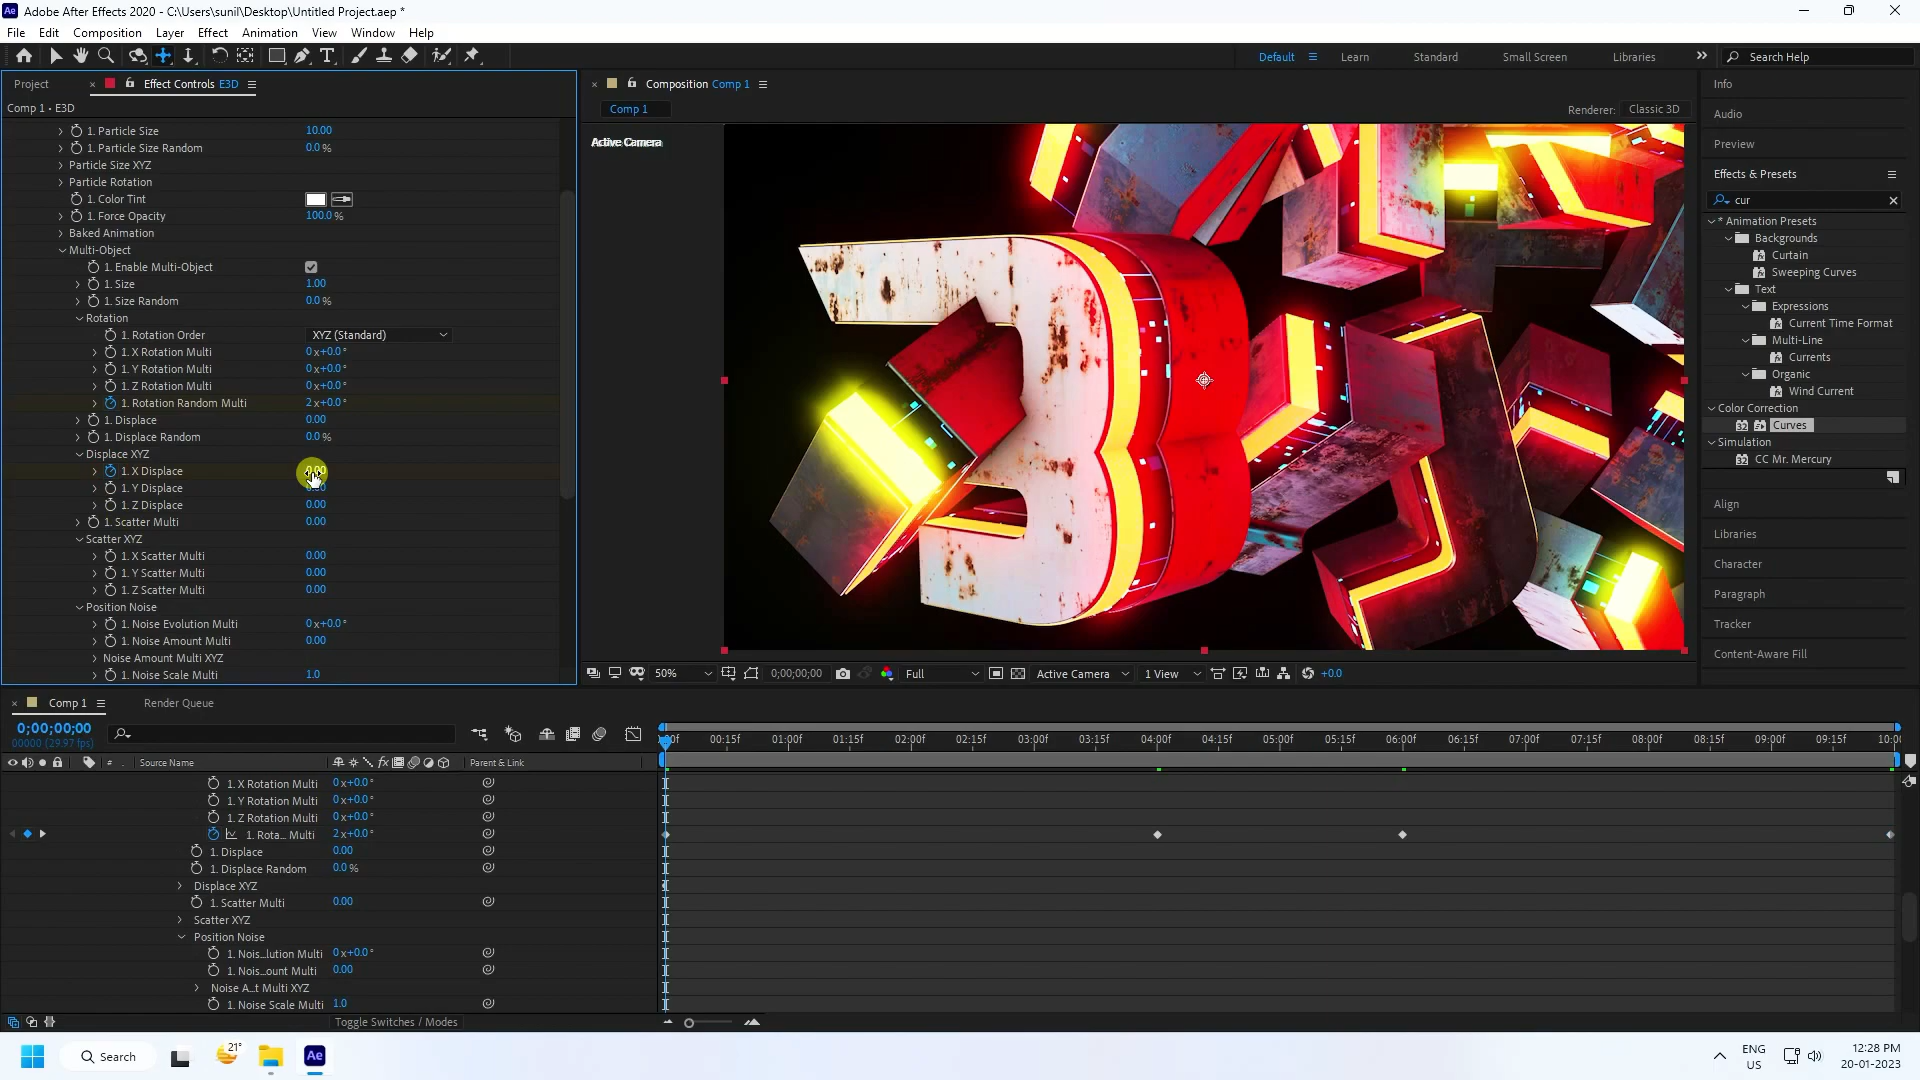 Adobe After Effects 2020 - C:\Users\sunil\Desktop\Untitled Project.aep *
File Edit Composition Layer Effect Animation View Window Help
Default Learn Standard Small Screen Libraries Search Help
Project Effect Controls E3D
Comp 1 • E3D
1. Particle Size 10.00
1. Particle Size Random 0.0 %
Particle Size XYZ
Particle Rotation
1. Color Tint
1. Force Opacity 100.0 %
Baked Animation
Multi-Object
1. Enable Multi-Object
1. Size 1.00
1. Size Random 0.0 %
Rotation
1. Rotation Order XYZ (Standard)
1. X Rotation Multi 0 x+0.0 °
1. Y Rotation Multi 0 x+0.0 °
1. Z Rotation Multi 0 x+0.0 °
1. Rotation Random Multi 2 x+0.0 °
1. Displace 0.00
1. Displace Random 0.0 %
Displace XYZ
1. X Displace 0.00
1. Y Displace 0.00
1. Z Displace 0.00
1. Scatter Multi 0.00
Scatter XYZ
1. X Scatter Multi 0.00
1. Y Scatter Multi 0.00
1. Z Scatter Multi 0.00
Position Noise
1. Noise Evolution Multi 0 x+0.0 °
1. Noise Amount Multi 0.00
Noise Amount Multi XYZ
1. Noise Scale Multi 1.0
Composition Comp 1
Comp 1
Renderer: Classic 3D
Active Camera
50% 0;00;00;00 Full Active Camera 1 View +0.0
Info
Audio
Preview
Effects & Presets
cur
* Animation Presets
Backgrounds
Curtain
Sweeping Curves
Text
Expressions
Current Time Format
Multi-Line
Currents
Organic
Wind Current
Color Correction
Curves
Simulation
CC Mr. Mercury
Align
Libraries
Character
Paragraph
Tracker
Content-Aware Fill
Comp 1 Render Queue
0;00;00;00
00000 (29.97 fps)
00:15f 01:00f 01:15f 02:00f 02:15f 03:00f 03:15f 04:00f 04:15f 05:00f 05:15f 06:00f 06:15f 07:00f 07:15f 08:00f 08:15f 09:00f 09:15f
# Source Name Parent & Link
1. X Rotation Multi 0 x+0.0 °
1. Y Rotation Multi 0 x+0.0 °
1. Z Rotation Multi 0 x+0.0 °
1. Rota... Multi 2 x+0.0 °
1. Displace 0.00
1. Displace Random 0.0 %
Displace XYZ
1. Scatter Multi 0.00
Scatter XYZ
Position Noise
1. Nois...lution Multi 0 x+0.0 °
1. Nois...ount Multi 0.00
Noise A...t Multi XYZ
1. Noise Scale Multi 1.0
Toggle Switches / Modes
21°
Search
Ae
ENG
US
12:28 PM
20-01-2023